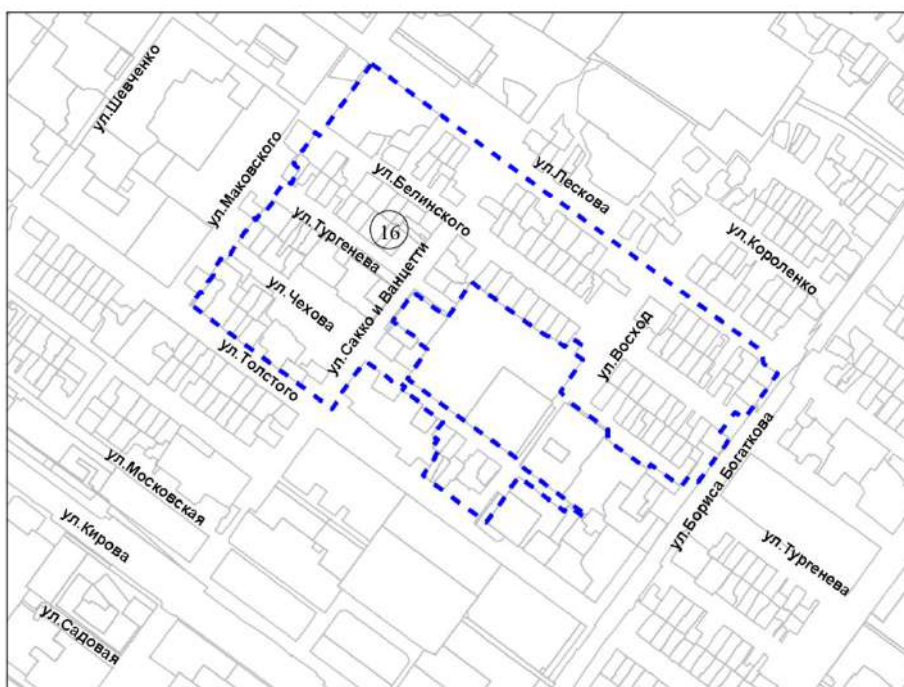 ул.Шевченко
ул.Маковского
ул.Белинского
ул.Лескова
16
ул.Тургенева
ул.Короленко
ул.Чехова
ул.Сакко и Ванцетти
ул.Восход
ул.Толстого
ул.Бориса Богаткова
ул.Московская
ул.Кирова
ул.Тургенева
ул.Садовая